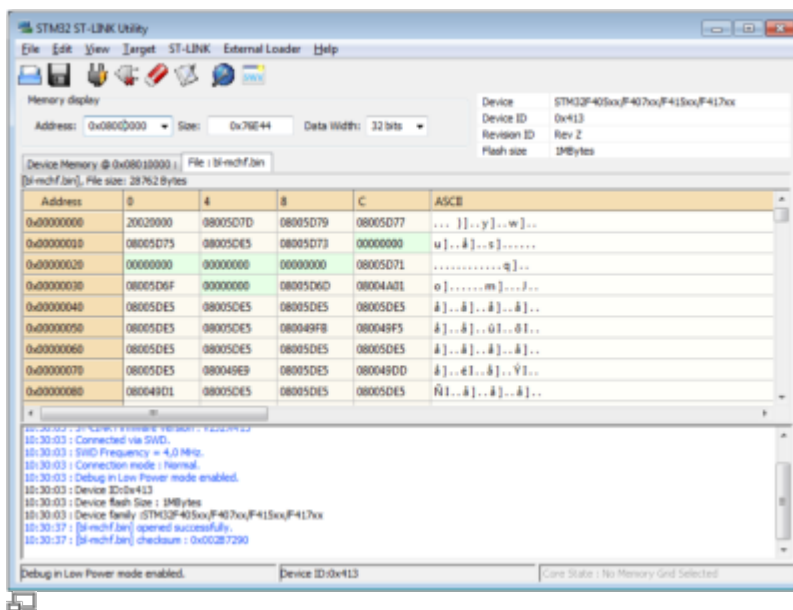 STM32 ST-LINK Utility
File Edit View Target ST-LINK External Loader Help
Memory display
Address: 0x08000000 Size: 0x76E44 Data Width: 32 bits
Device STM32F405xx/F407xx/F415xx/F417xx
Device ID 0x413
Revision ID Rev Z
Flash size 1MBytes
Device Memory @ 0x08010000 : File : bl-mchf.bin
[bl-mchf.bin], File size: 28762 Bytes
Address 0 4 8 C ASCII
0x00000000 20020000 08005D7D 08005D79 08005D77 ... }]..y]..w]..
0x00000010 08005D75 08005DE5 08005D73 00000000 u]..å]..s]......
0x00000020 00000000 00000000 00000000 08005D71 ............q]..
0x00000030 08005D6F 00000000 08005D6D 08004A01 o]......m]...J..
0x00000040 08005DE5 08005DE5 08005DE5 08005DE5 å]..å]..å]..å]..
0x00000050 08005DE5 08005DE5 080049FB 080049F5 å]..å]..ûI..õI..
0x00000060 08005DE5 08005DE5 08005DE5 08005DE5 å]..å]..å]..å]..
0x00000070 08005DE5 080049E9 08005DE5 080049DD å]..éI..å]..ÝI..
0x00000080 080049D1 08005DE5 08005DE5 08005DE5 ÑI..å]..å]..å]..
10:30:03 : Connected via SWD.
10:30:03 : SWD Frequency = 4,0 MHz.
10:30:03 : Connection mode : Normal.
10:30:03 : Debug in Low Power mode enabled.
10:30:03 : Device ID:0x413
10:30:03 : Device flash Size : 1MBytes
10:30:03 : Device family :STM32F405xx/F407xx/F415xx/F417xx
10:30:37 : [bl-mchf.bin] opened successfully.
10:30:37 : [bl-mchf.bin] checksum : 0x002B7290
Debug in Low Power mode enabled. Device ID:0x413 Core State : No Memory Grid Selected